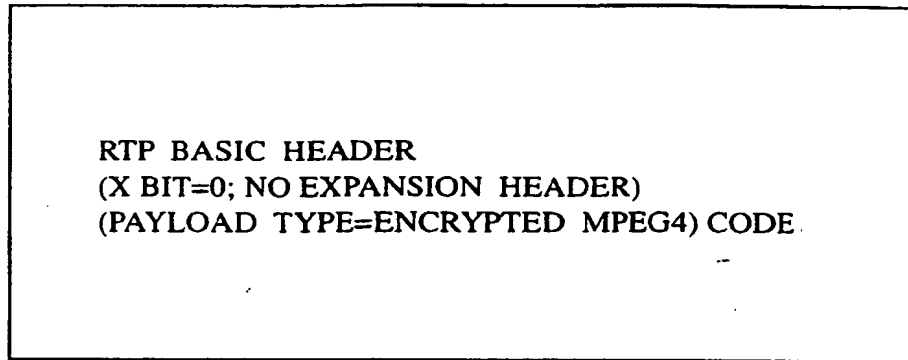 RTP BASIC HEADER
(X BIT=0; NO EXPANSION HEADER)
(PAYLOAD TYPE=ENCRYPTED MPEG4) CODE